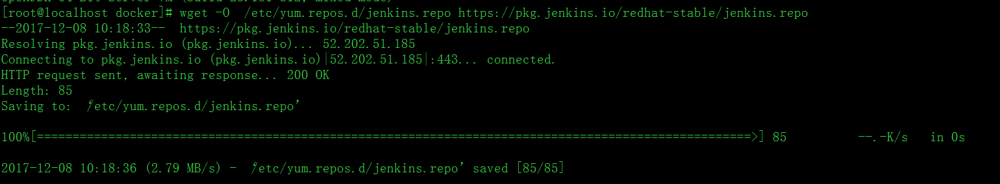 [root@localhost docker]# wget -O  /etc/yum.repos.d/jenkins.repo https://pkg.jenkins.io/redhat-stable/jenkins.repo
--2017-12-08 10:18:33--  https://pkg.jenkins.io/redhat-stable/jenkins.repo
Resolving pkg.jenkins.io (pkg.jenkins.io)... 52.202.51.185
Connecting to pkg.jenkins.io (pkg.jenkins.io)|52.202.51.185|:443... connected.
HTTP request sent, awaiting response... 200 OK
Length: 85
Saving to: ‘/etc/yum.repos.d/jenkins.repo’
100%[====================================================================================================>] 85          --.-K/s   in 0s
2017-12-08 10:18:36 (2.79 MB/s) - ‘/etc/yum.repos.d/jenkins.repo’ saved [85/85]